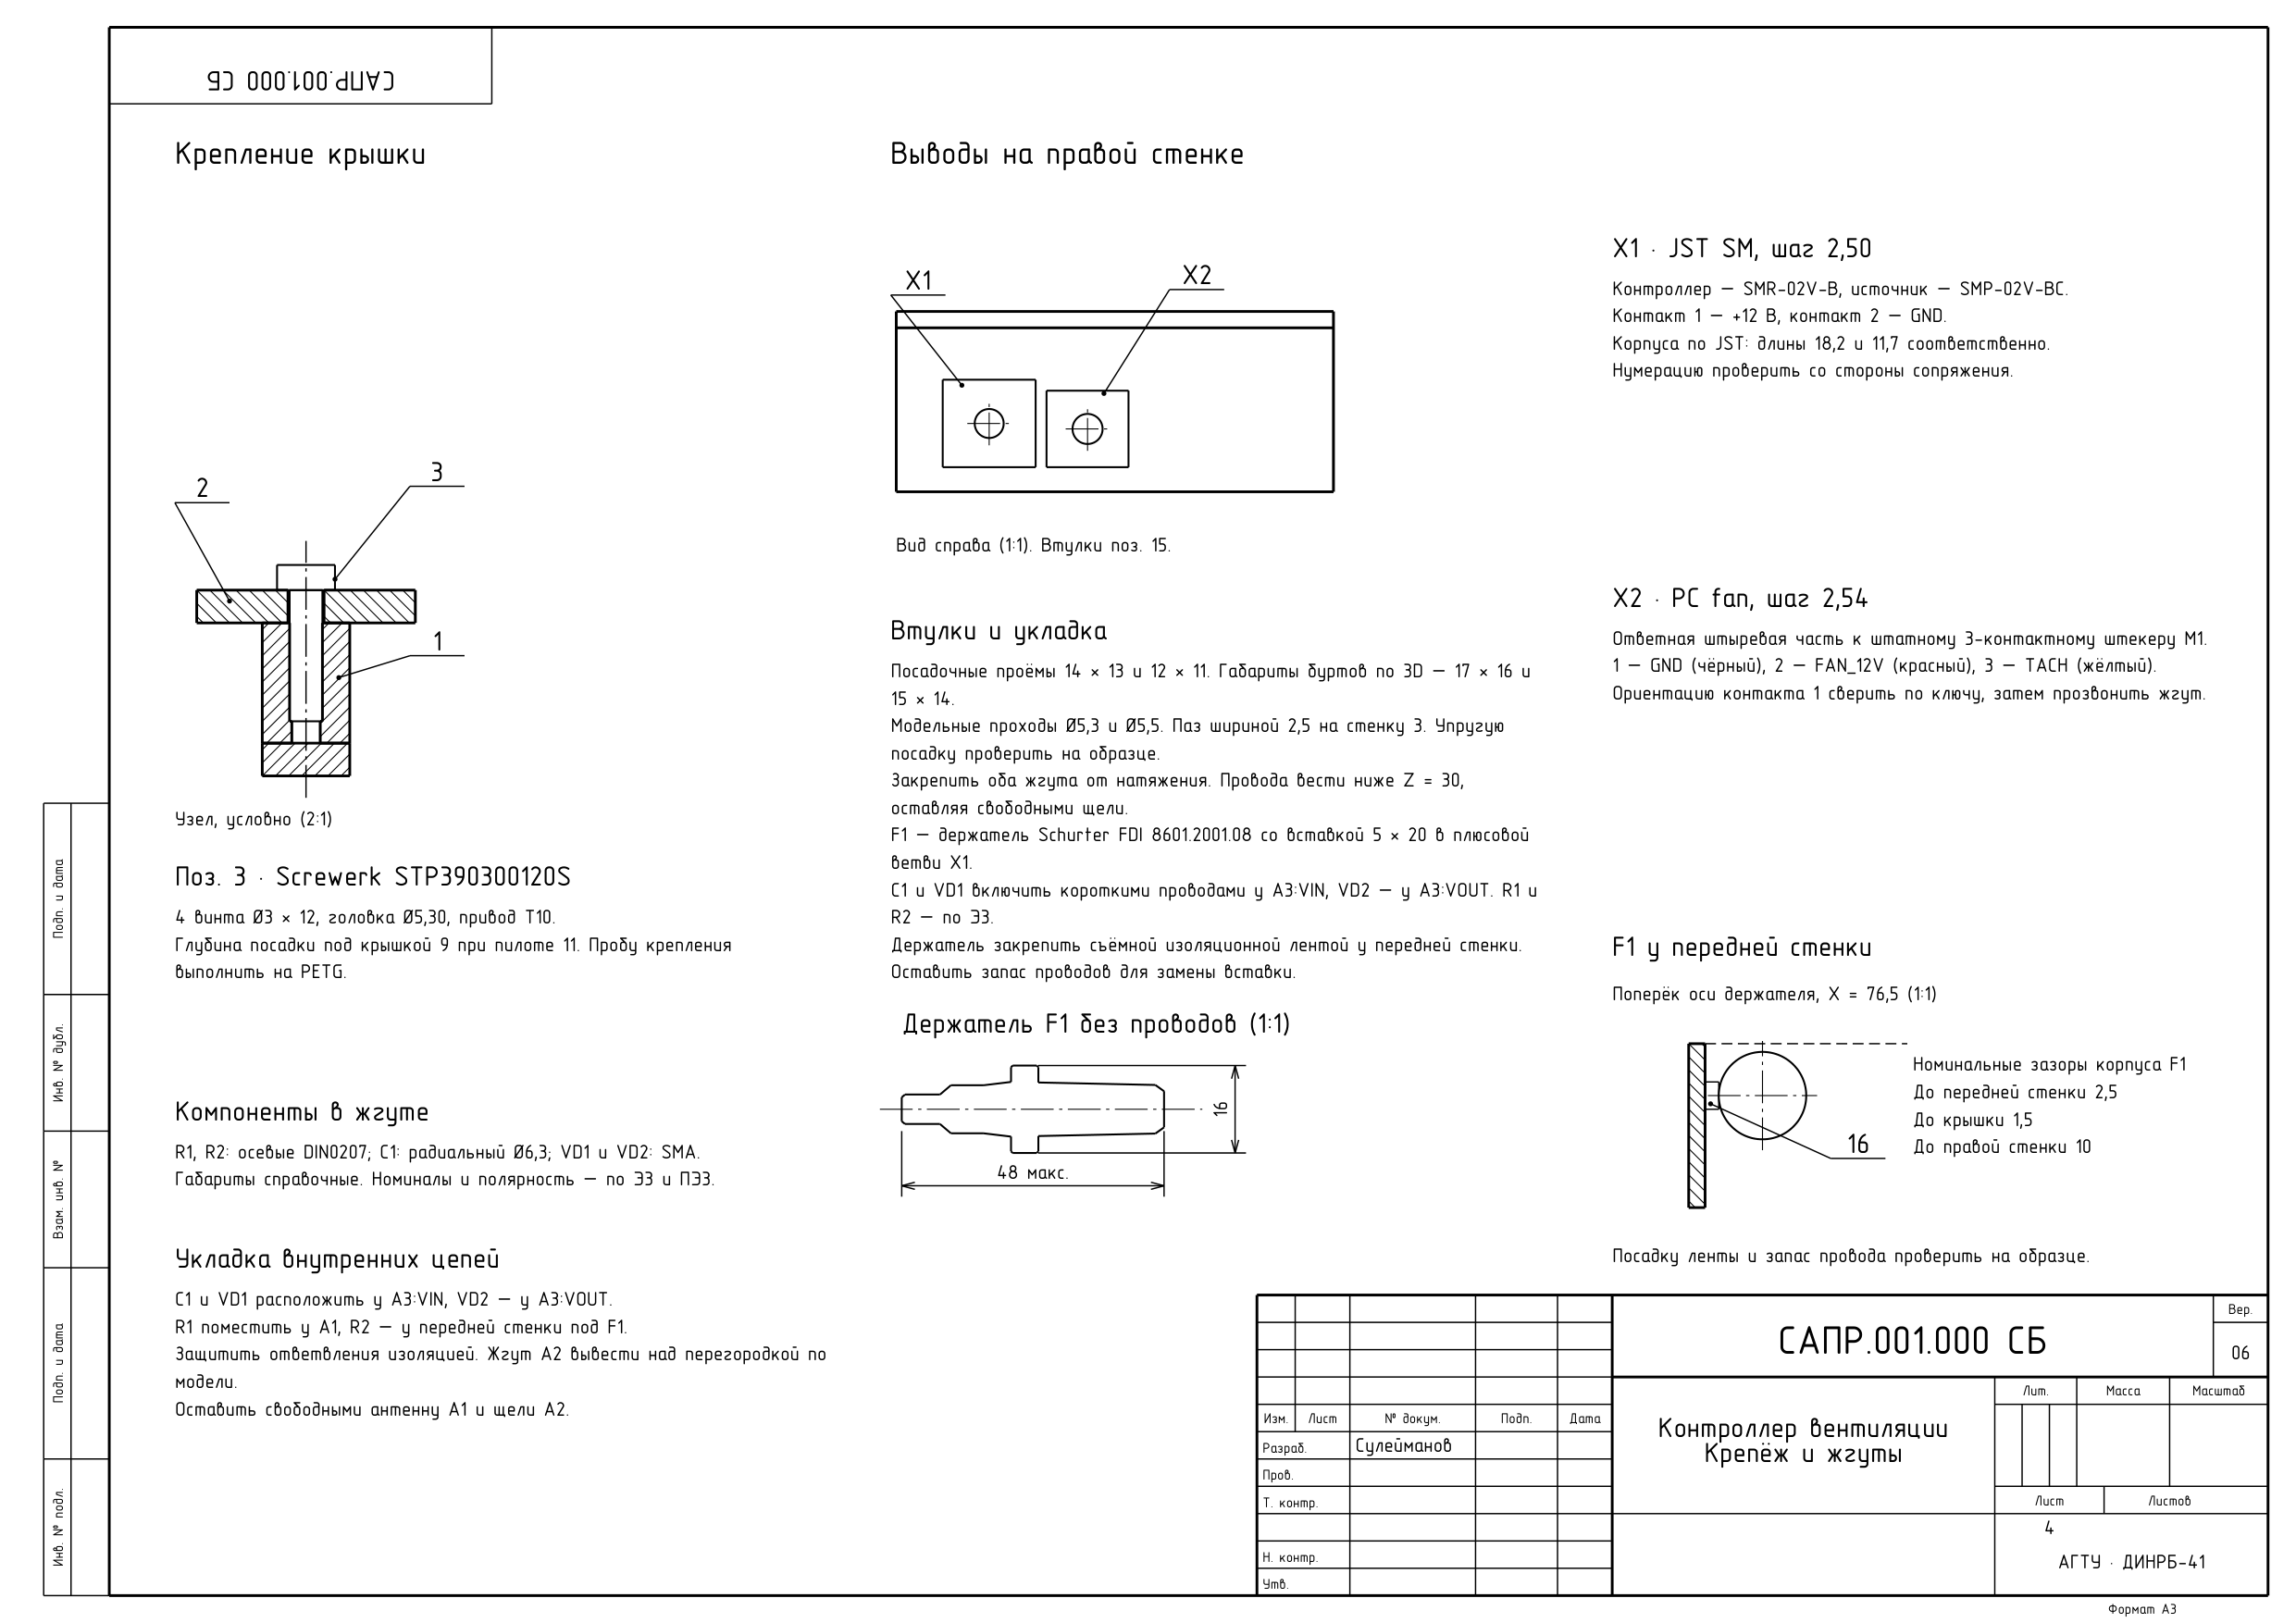 САПР.001.000 СБ
Крепление крышки
2
3
1
Узел, условно (2:1)
Поз. 3 · Screwerk STP390300120S
4 винта Ø3 × 12, головка Ø5,30, привод Т10.
Глубина посадки под крышкой 9 при пилоте 11. Пробу крепления
выполнить на PETG.
Компоненты в жгуте
R1, R2: осевые DIN0207; C1: радиальный Ø6,3; VD1 и VD2: SMA.
Габариты справочные. Номиналы и полярность — по Э3 и ПЭ3.
Укладка внутренних цепей
C1 и VD1 расположить у A3:VIN, VD2 — у A3:VOUT.
R1 поместить у A1, R2 — у передней стенки под F1.
Защитить ответвления изоляцией. Жгут A2 вывести над перегородкой по
модели.
Оставить свободными антенну A1 и щели A2.
Выводы на правой стенке
X1
X2
Вид справа (1:1). Втулки поз. 15.
Втулки и укладка
Посадочные проёмы 14 × 13 и 12 × 11. Габариты буртов по 3D — 17 × 16 и
15 × 14.
Модельные проходы Ø5,3 и Ø5,5. Паз шириной 2,5 на стенку 3. Упругую
посадку проверить на образце.
Закрепить оба жгута от натяжения. Провода вести ниже Z = 30,
оставляя свободными щели.
F1 — держатель Schurter FDI 8601.2001.08 со вставкой 5 × 20 в плюсовой
ветви X1.
C1 и VD1 включить короткими проводами у A3:VIN, VD2 — у A3:VOUT. R1 и
R2 — по Э3.
Держатель закрепить съёмной изоляционной лентой у передней стенки.
Оставить запас проводов для замены вставки.
Держатель F1 без проводов (1:1)
16
48 макс.
X1 · JST SM, шаг 2,50
Контроллер — SMR-02V-B, источник — SMP-02V-BC.
Контакт 1 — +12 В, контакт 2 — GND.
Корпуса по JST: длины 18,2 и 11,7 соответственно.
Нумерацию проверить со стороны сопряжения.
X2 · PC fan, шаг 2,54
Ответная штыревая часть к штатному 3-контактному штекеру M1.
1 — GND (чёрный), 2 — FAN_12V (красный), 3 — TACH (жёлтый).
Ориентацию контакта 1 сверить по ключу, затем прозвонить жгут.
F1 у передней стенки
Поперёк оси держателя, X = 76,5 (1:1)
Номинальные зазоры корпуса F1
До передней стенки 2,5
До крышки 1,5
До правой стенки 10
16
Посадку ленты и запас провода проверить на образце.
Подп. и дата
Инв. № дубл.
Взам. инв. №
Подп. и дата
Инв. № подл.
САПР.001.000 СБ
Вер.
06
Изм. Лист № докум. Подп. Дата
Разраб. Сулейманов
Пров.
Т. контр.
Н. контр.
Утв.
Контроллер вентиляции
Крепёж и жгуты
Лит. Масса Масштаб
Лист Листов
4
АГТУ · ДИНРБ-41
Формат А3